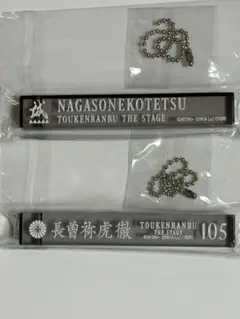 NAGASONEKOTETSU
TOUKENRANBU THE STAGE
長曽祢虎徹
TOUKENRANBU
THE STAGE
105